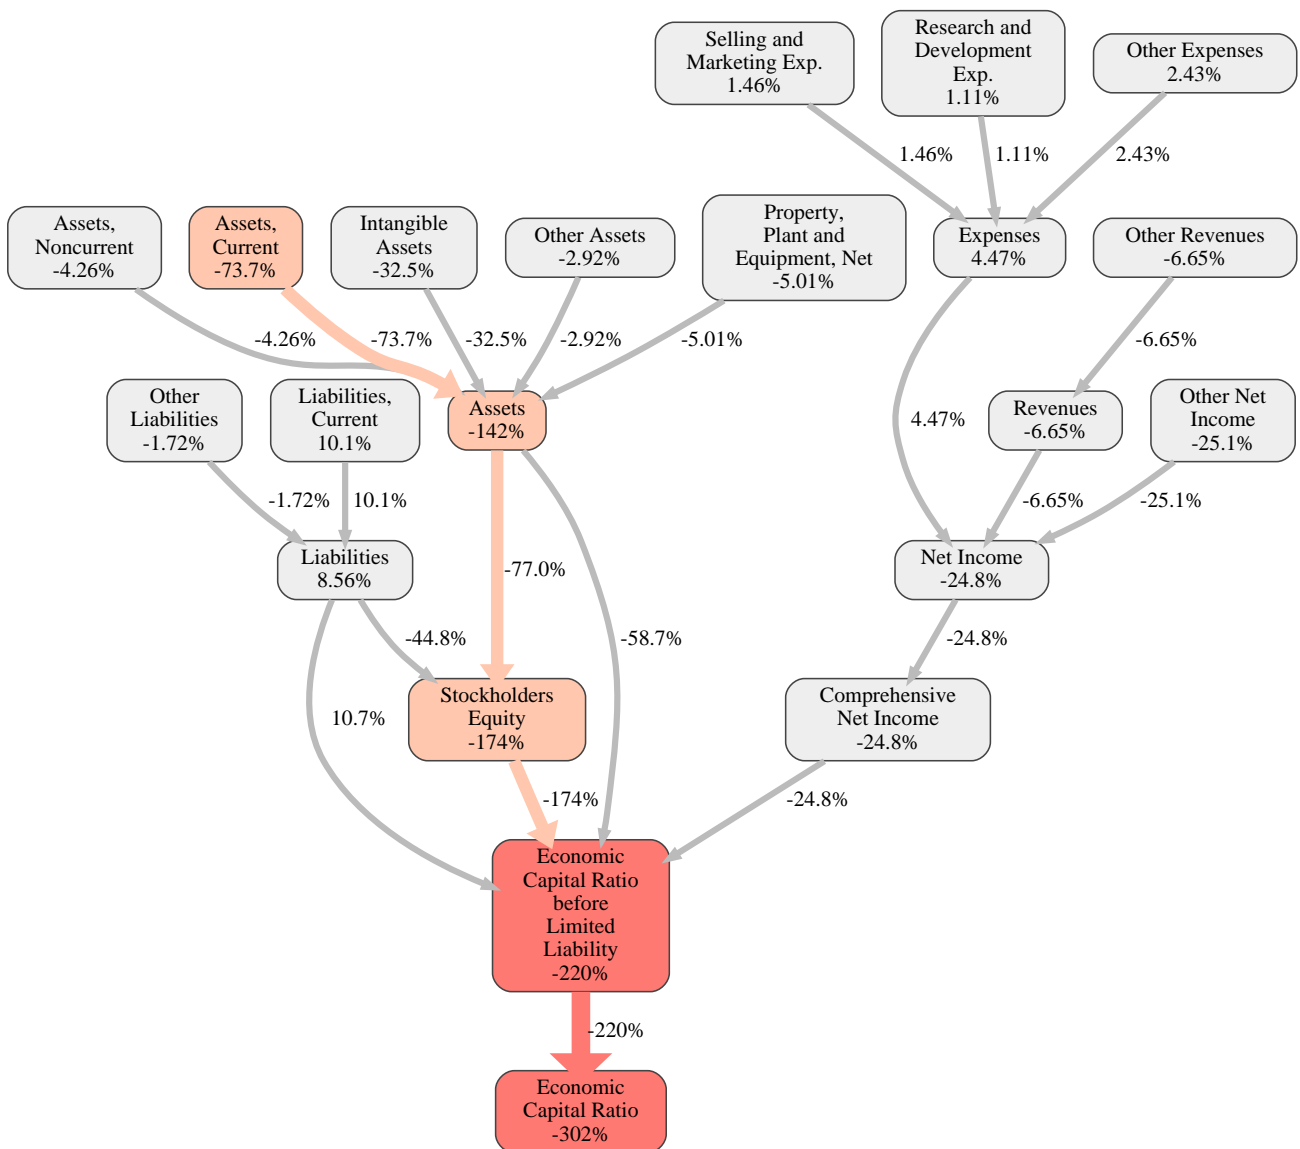 Selling and
Marketing Exp.
1.46%
Research and
Development
Exp.
1.11%
Other Expenses
2.43%
1.46%
1.11%
2.43%
Assets,
Noncurrent
-4.26%
Assets,
Current
-73.7%
Intangible
Assets
-32.5%
Other Assets
-2.92%
Property,
Plant and
Equipment, Net
-5.01%
Expenses
4.47%
Other Revenues
-6.65%
-4.26%
-73.7%
-32.5%
-2.92%
-5.01%
-6.65%
Other
Liabilities
-1.72%
Liabilities,
Current
10.1%
Assets
-142%
4.47%
Revenues
-6.65%
Other Net
Income
-25.1%
-1.72%
10.1%
-6.65%
-25.1%
Liabilities
8.56%
-77.0%
Net Income
-24.8%
-44.8%
-58.7%
-24.8%
10.7%
Stockholders
Equity
-174%
Comprehensive
Net Income
-24.8%
-174%
-24.8%
Economic
Capital Ratio
before
Limited
Liability
-220%
-220%
Economic
Capital Ratio
-302%